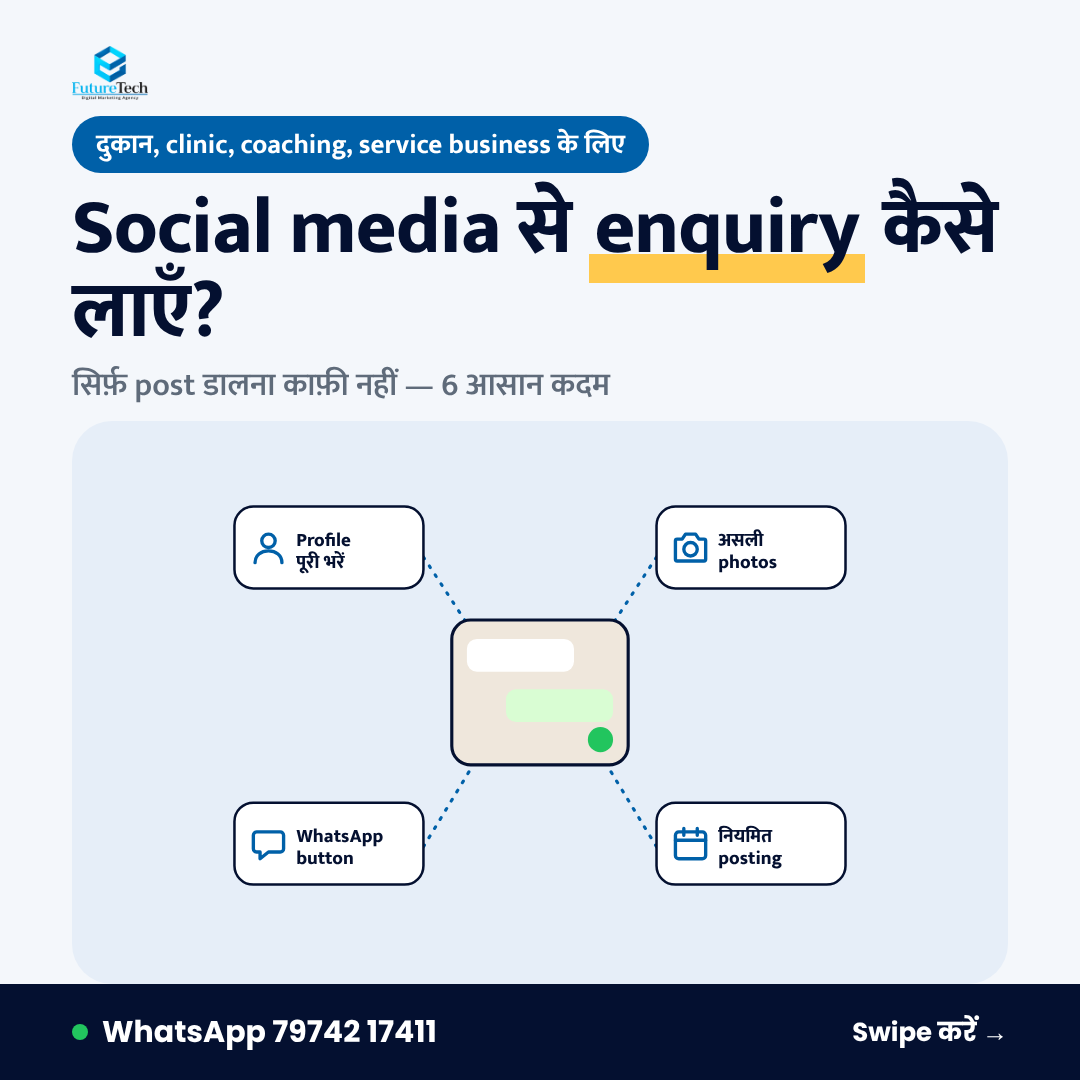 FutureTech
Digital Marketing Agency
दुकान, clinic, coaching, service business के लिए
Social media से enquiry कैसे
लाएँ?
सिर्फ़ post डालना काफ़ी नहीं — 6 आसान कदम
Profile
पूरी भरें
असली
photos
WhatsApp
button
नियमित
posting
WhatsApp 79742 17411
Swipe करें →